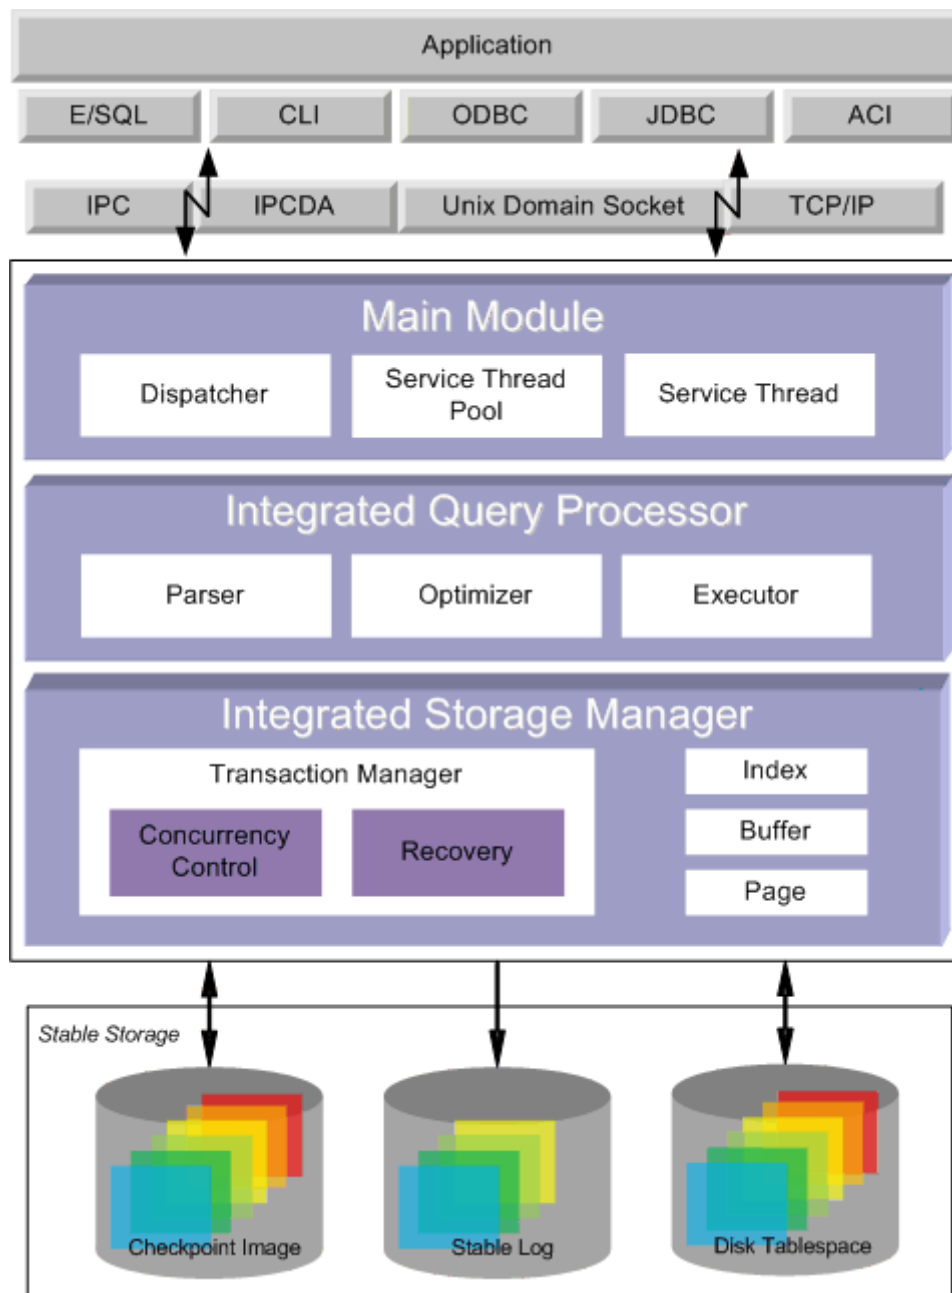 Application
E/SQL
CLI
ODBC
JDBC
ACI
IPC
IPCDA
Unix Domain Socket
TCP/IP
Main Module
Dispatcher
Service Thread
Pool
Service Thread
Integrated Query Processor
Parser
Optimizer
Executor
Integrated Storage Manager
Transaction Manager
Concurrency
Control
Recovery
Index
Buffer
Page
Stable Storage
Checkpoint Image
Stable Log
Disk Tablespace